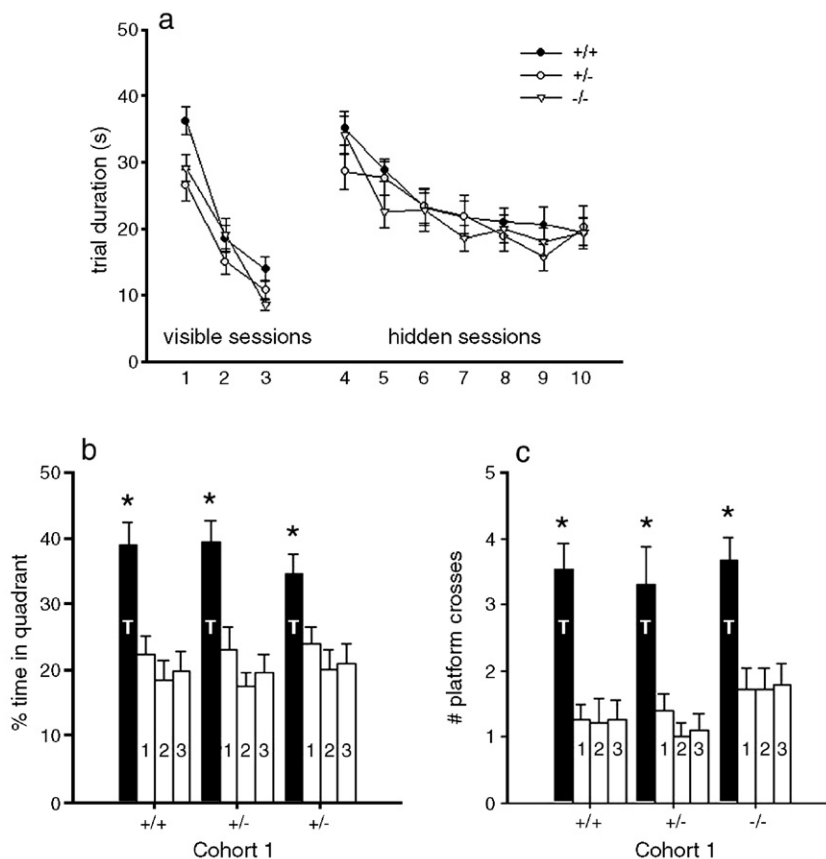 a
50
40
30
20
10
0
trial duration (s)
+/+
+/-
-/-
visible sessions
hidden sessions
1 2 3 4 5 6 7 8 9 10
b
50
40
30
20
10
0
% time in quadrant
* * *
T T T
1 2 3 1 2 3 1 2 3
+/+ +/- +/-
Cohort 1
c
5
4
3
2
1
0
# platform crosses
* * *
T T T
1 2 3 1 2 3 1 2 3
+/+ +/- -/-
Cohort 1